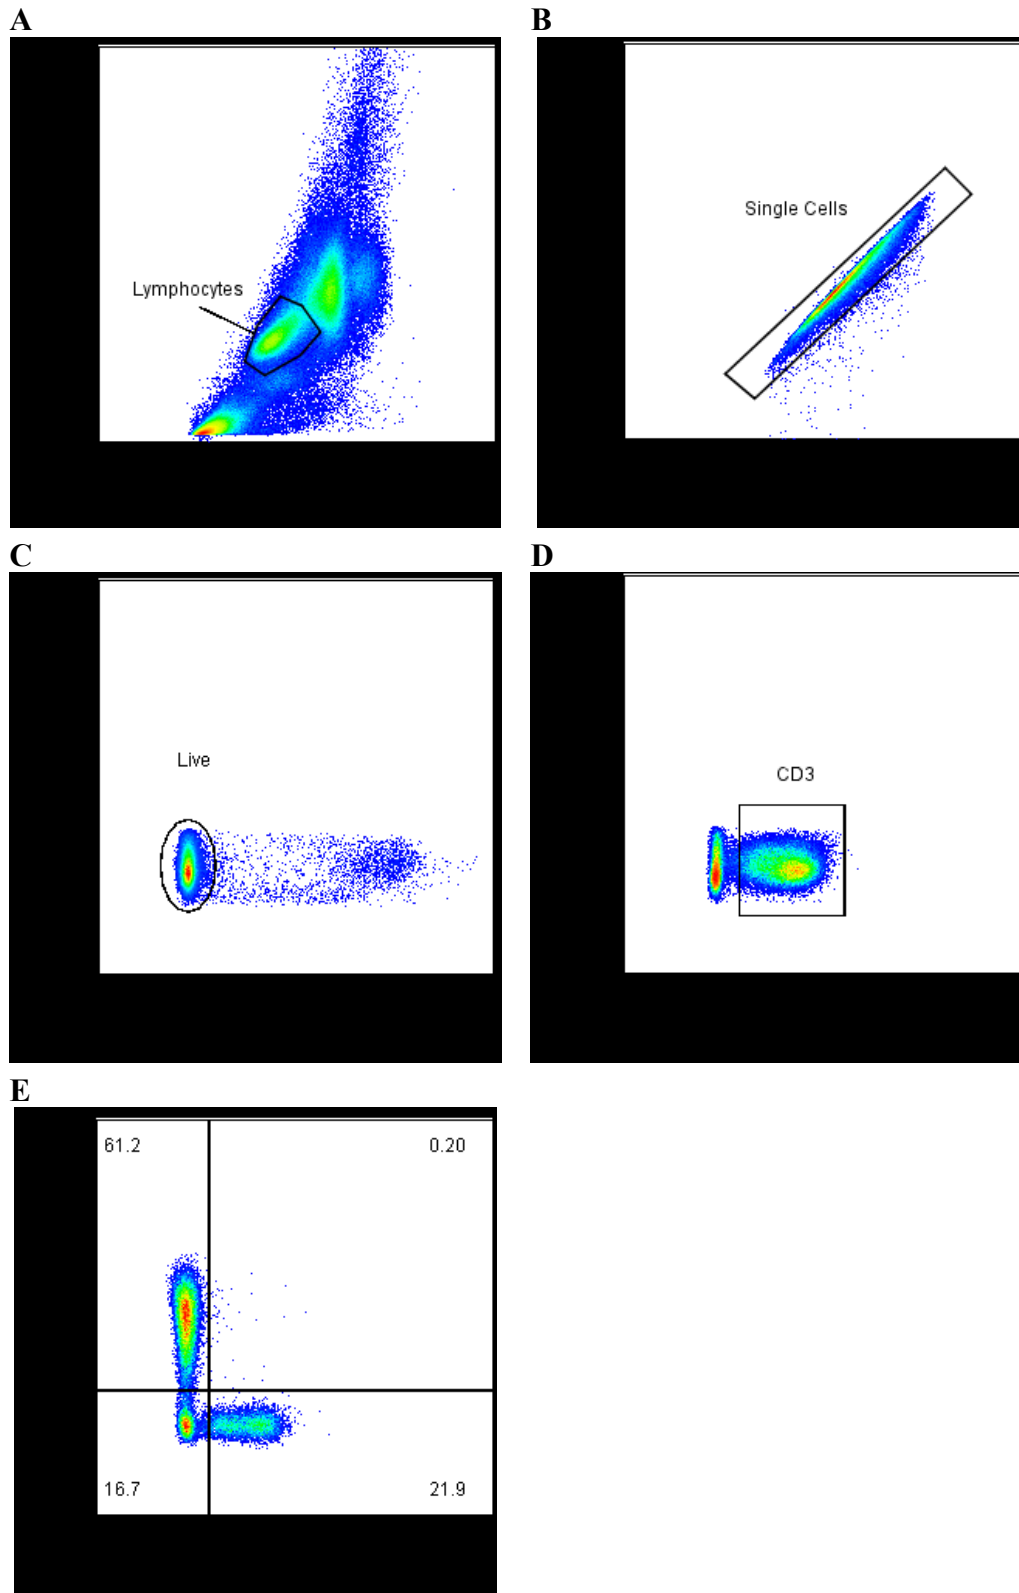 A
B
Lymphocytes
Single Cells
C
D
Live
CD3
E
61.2
0.20
16.7
21.9